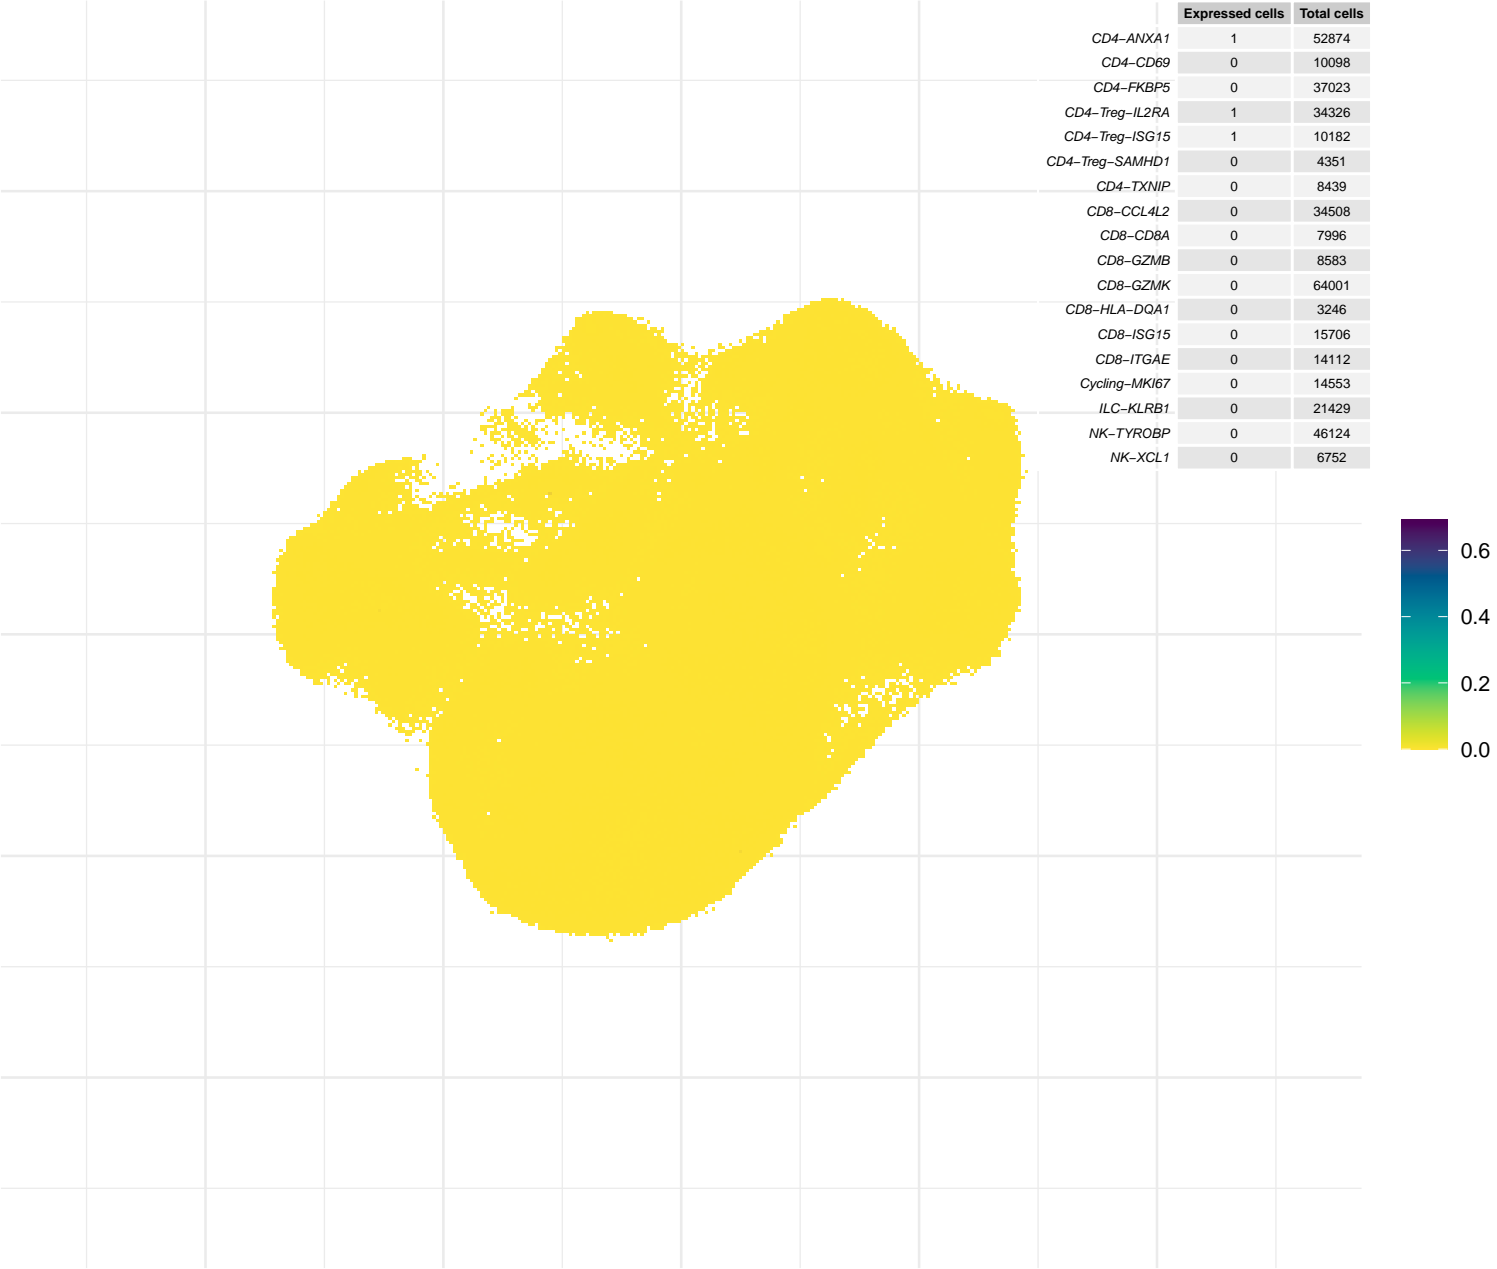 Expressed cells Total cells
CD4−ANXA1 1 52874
CD4−CD69 0 10098
CD4−FKBP5 0 37023
CD4−Treg−IL2RA 1 34326
CD4−Treg−ISG15 1 10182
CD4−Treg−SAMHD1 0 4351
CD4−TXNIP 0 8439
CD8−CCL4L2 0 34508
CD8−CD8A 0 7996
CD8−GZMB 0 8583
CD8−GZMK 0 64001
CD8−HLA−DQA1 0 3246
CD8−ISG15 0 15706
CD8−ITGAE 0 14112
Cycling−MKI67 0 14553
ILC−KLRB1 0 21429
NK−TYROBP 0 46124
NK−XCL1 0 6752
0.6
0.4
0.2
0.0